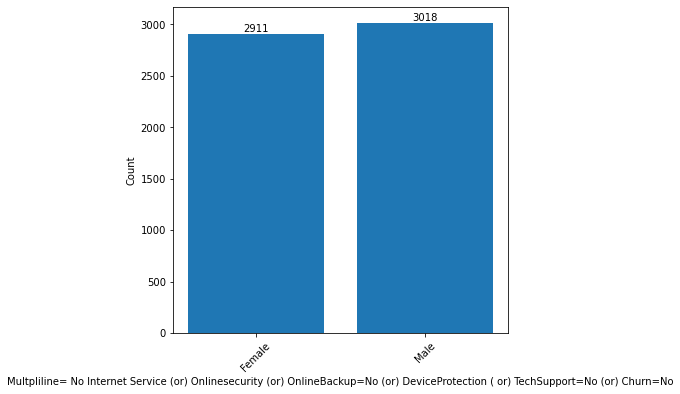 3000
2500
2000
1500
1000
500
0
Count
2911
3018
Female
Male
Multpliline= No Internet Service (or) Onlinesecurity (or) OnlineBackup=No (or) DeviceProtection ( or) TechSupport=No (or) Churn=No